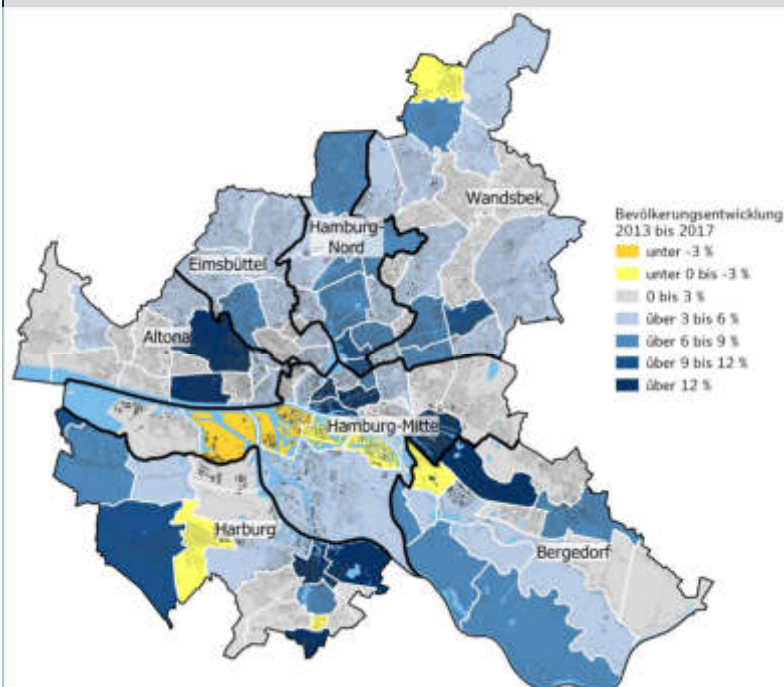 Wandsbek
Hamburg-
Nord
Eimsbüttel
Altona
Hamburg-Mitte
Harburg
Bergedorf
Bevölkerungsentwicklung
2013 bis 2017
unter -3 %
unter 0 bis -3 %
0 bis 3 %
über 3 bis 6 %
über 6 bis 9 %
über 9 bis 12 %
über 12 %